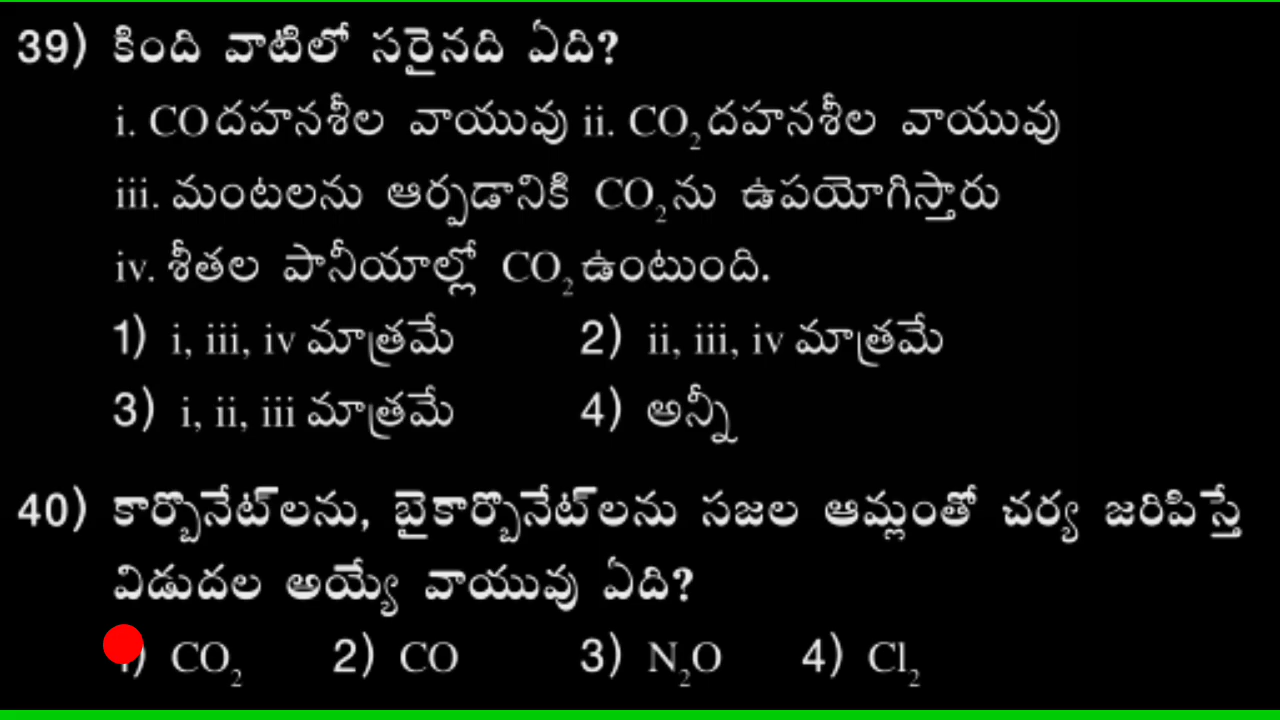 39) కింది వాటిలో సరైనది ఏది?
i. CO దహనశీల వాయువు ii. CO₂ దహనశీల వాయువు
iii. మంటలను ఆర్పడానికి CO₂ను ఉపయోగిస్తారు
iv. శీతల పానీయాల్లో CO₂ ఉంటుంది.
1) i, iii, iv మాత్రమే 2) ii, iii, iv మాత్రమే
3) i, ii, iii మాత్రమే 4) అన్నీ
40) కార్బొనేట్‌లను, బైకార్బొనేట్‌లను సజల ఆమ్లంతో చర్య జరిపిస్తే
విడుదల అయ్యే వాయువు ఏది?
1) CO₂ 2) CO 3) N₂O 4) Cl₂